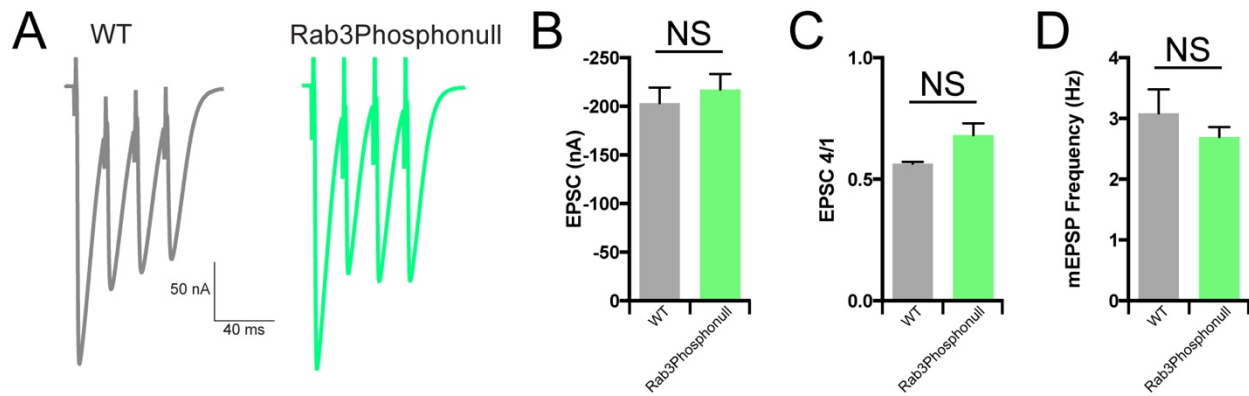 A
WT
Rab3Phosphonull
50 nA
40 ms
B
NS
EPSC (nA)
-250
-200
-150
-100
-50
-0
WT
Rab3Phosphonull
C
NS
EPSC 4/1
1.0
0.5
0.0
WT
Rab3Phosphonull
D
NS
mEPSP Frequency (Hz)
4
3
2
1
0
WT
Rab3Phosphonull